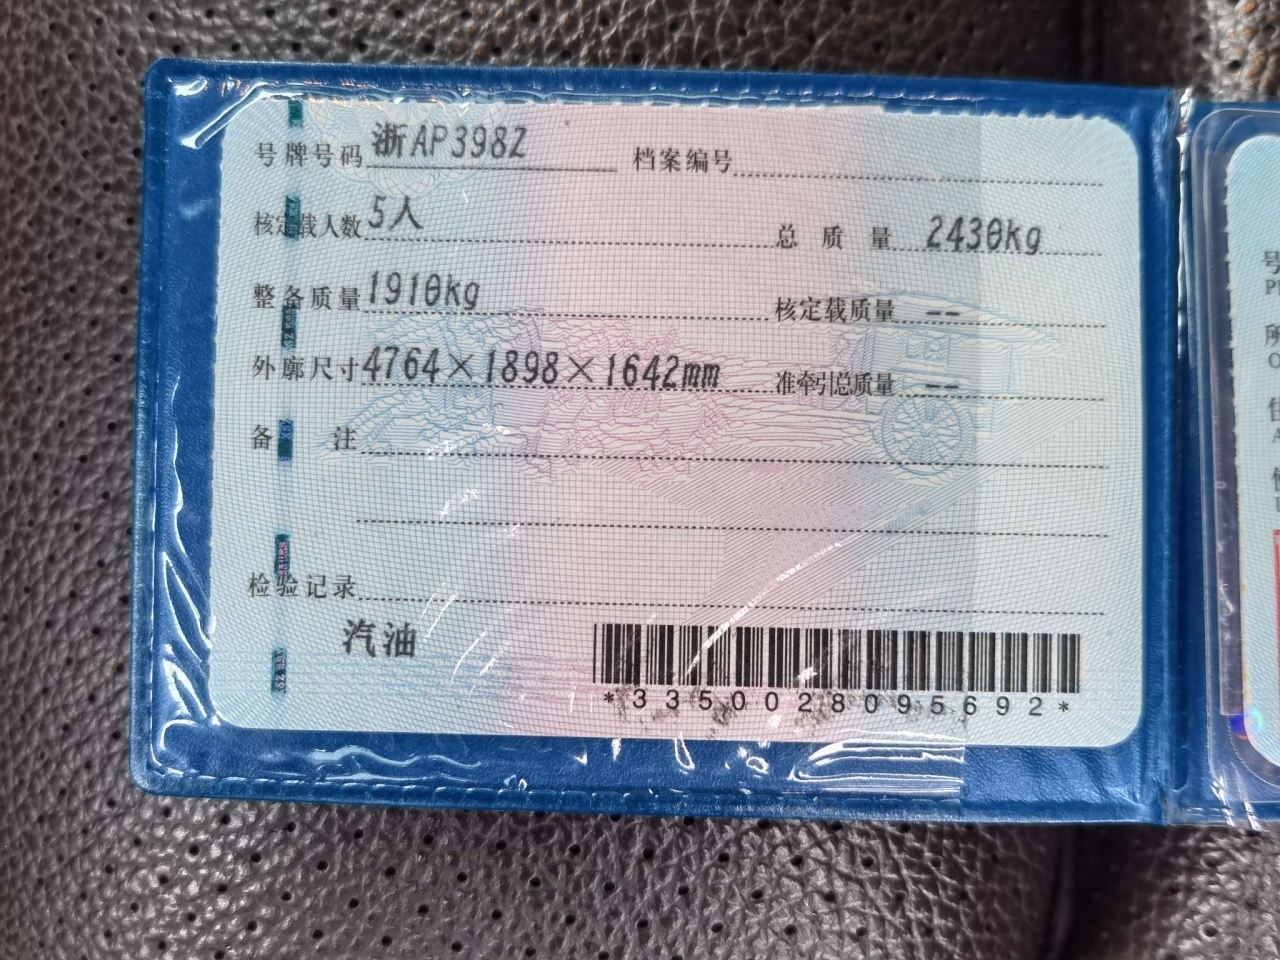 号牌号码 浙AP398Z 档案编号
核定载人数 5人 总质量 2430kg
整备质量 1910kg 核定载质量 --
外廓尺寸 4764×1898×1642mm 准牵引总质量 --
备注
检验记录
汽油
*3350028095692*